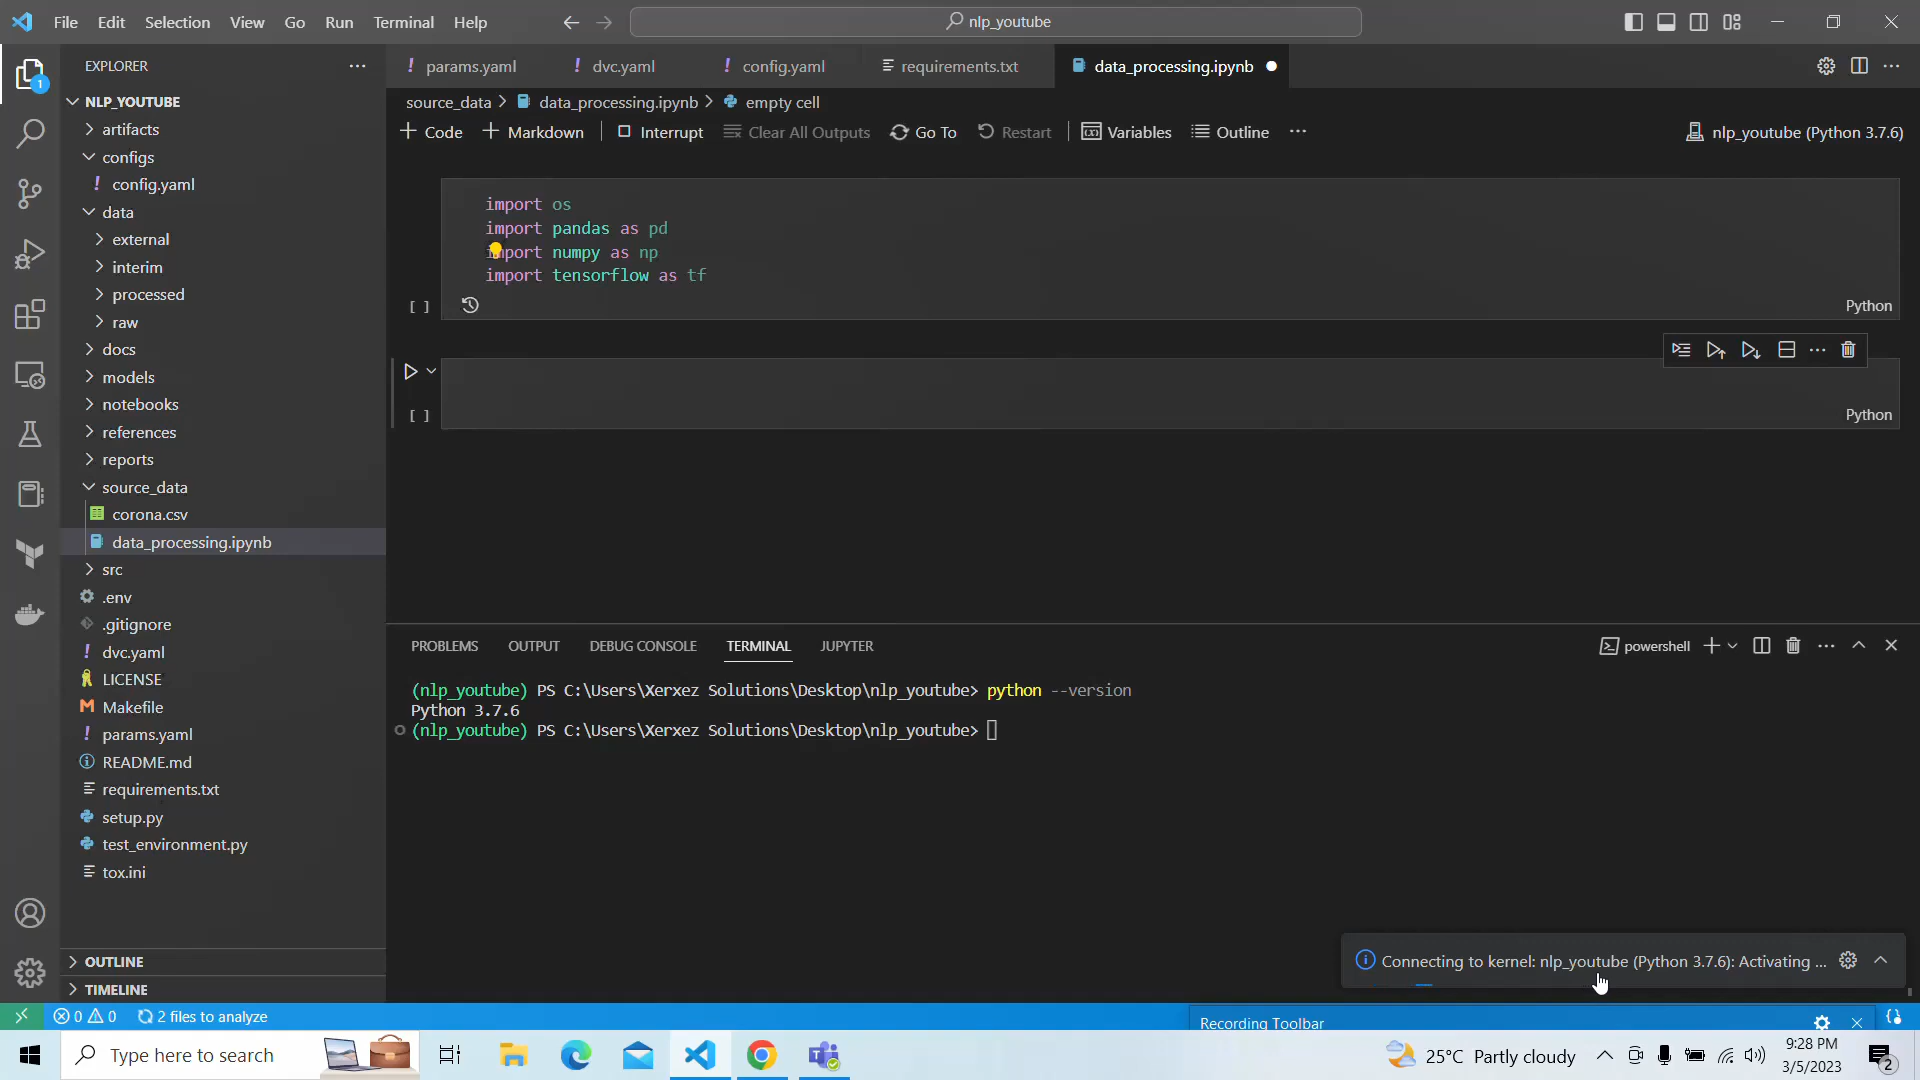 File Edit Selection View Go Run Terminal Help
nlp_youtube
EXPLORER
NLP_YOUTUBE
artifacts
configs
config.yaml
data
external
interim
processed
raw
docs
models
notebooks
references
reports
source_data
corona.csv
data_processing.ipynb
src
.env
.gitignore
dvc.yaml
LICENSE
Makefile
params.yaml
README.md
requirements.txt
setup.py
test_environment.py
tox.ini
OUTLINE
TIMELINE
params.yaml dvc.yaml config.yaml requirements.txt data_processing.ipynb
source_data > data_processing.ipynb > empty cell
+ Code + Markdown Interrupt Clear All Outputs Go To Restart Variables Outline ... nlp_youtube (Python 3.7.6)
import os
import pandas as pd
import numpy as np
import tensorflow as tf
[ ] Python
[ ] Python
PROBLEMS OUTPUT DEBUG CONSOLE TERMINAL JUPYTER powershell
(nlp_youtube) PS C:\Users\Xerxez Solutions\Desktop\nlp_youtube> python --version
Python 3.7.6
(nlp_youtube) PS C:\Users\Xerxez Solutions\Desktop\nlp_youtube>
Connecting to kernel: nlp_youtube (Python 3.7.6): Activating ...
0 0 2 files to analyze
Recording Toolbar
Type here to search
25°C Partly cloudy
9:28 PM
3/5/2023
2
1